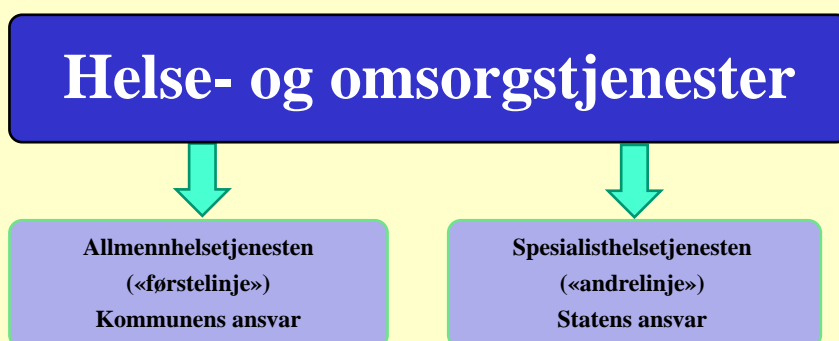 Helse- og omsorgstjenester
Allmennhelsetjenesten
(«førstelinje»)
Kommunens ansvar
Spesialisthelsetjenesten
(«andrelinje»)
Statens ansvar